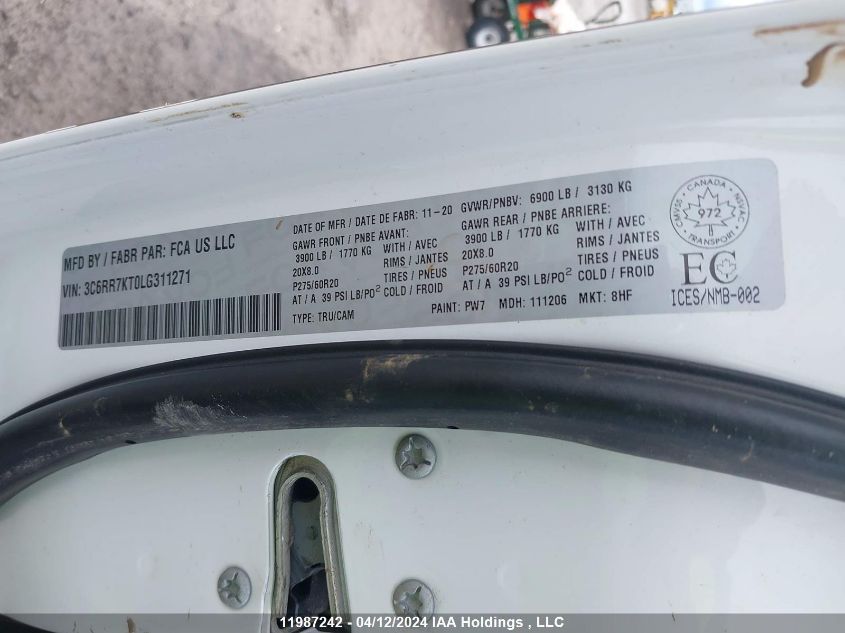 MFD BY / FABR PAR: FCA US LLC
VIN: 3C6RR7KT0LG311271
DATE OF MFR / DATE DE FABR: 11-20
GAWR FRONT / PNBE AVANT:
3900 LB / 1770 KG WITH / AVEC
20X8.0 RIMS / JANTES
P275/60R20 TIRES / PNEUS
AT / A 39 PSI LB/PO2 COLD / FROID
TYPE: TRU/CAM
GVWR/PNBV: 6900 LB / 3130 KG
GAWR REAR / PNBE ARRIERE:
3900 LB / 1770 KG WITH / AVEC
20X8.0 RIMS / JANTES
P275/60R20 TIRES / PNEUS
AT / A 39 PSI LB/PO2 COLD / FROID
PAINT: PW7 MDH: 111206 MKT: 8HF
CANADA
CMVSS 972 NSVAC
TRANSPORT
EC
ICES/NMB-002
11987242 - 04/12/2024 IAA Holdings , LLC